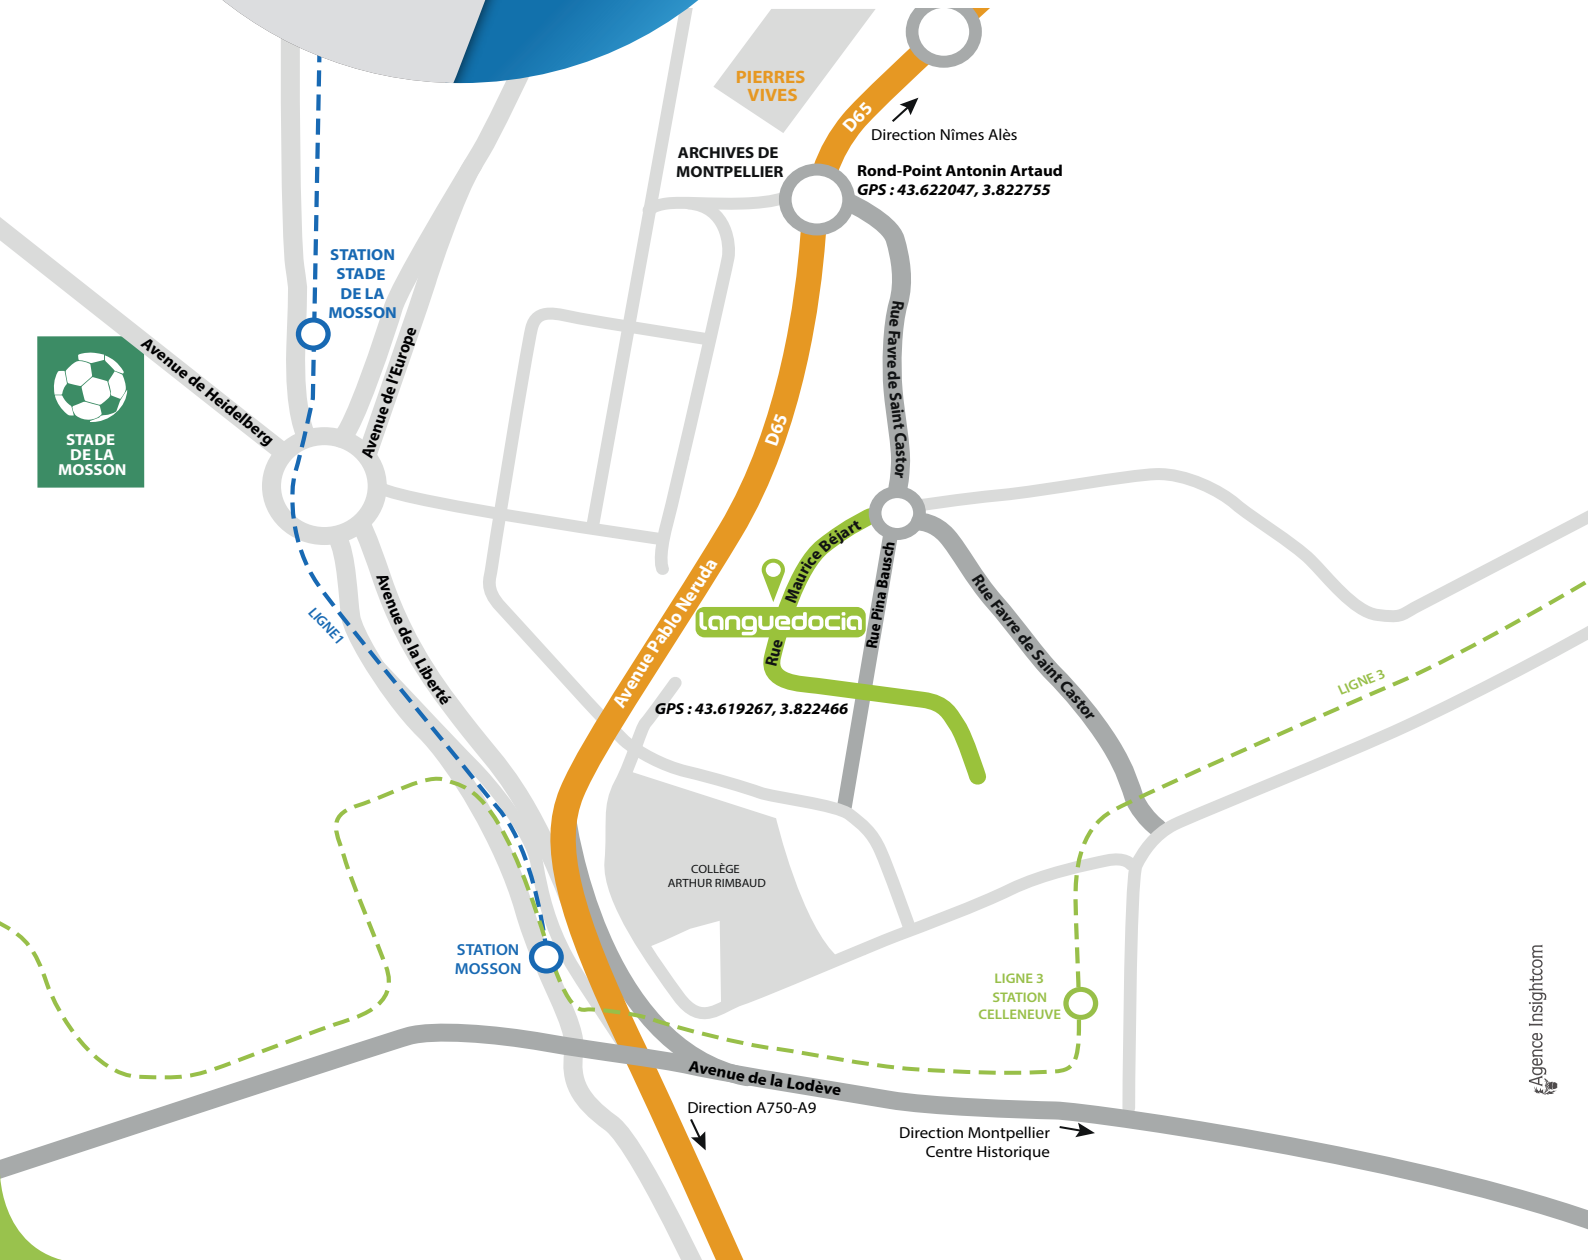 PIERRES
VIVES
D65
Direction Nîmes Alès
ARCHIVES DE
MONTPELLIER
Rond-Point Antonin Artaud
GPS : 43.622047, 3.822755
STATION
STADE
DE LA
MOSSON
Avenue de Heidelberg
Avenue de l'Europe
STADE
DE LA
MOSSON
Rue Favre de Saint Castor
D65
Maurice Béjart
Rue
Rue Pina Bausch
languedocia
Avenue Pablo Neruda
LIGNE1
Avenue de la Liberté
Rue Favre de Saint Castor
GPS : 43.619267, 3.822466
LIGNE 3
COLLÈGE
ARTHUR RIMBAUD
STATION
MOSSON
LIGNE 3
STATION
CELLENEUVE
Avenue de la Lodève
Direction A750-A9
Direction Montpellier
Centre Historique
Agence Insightcom